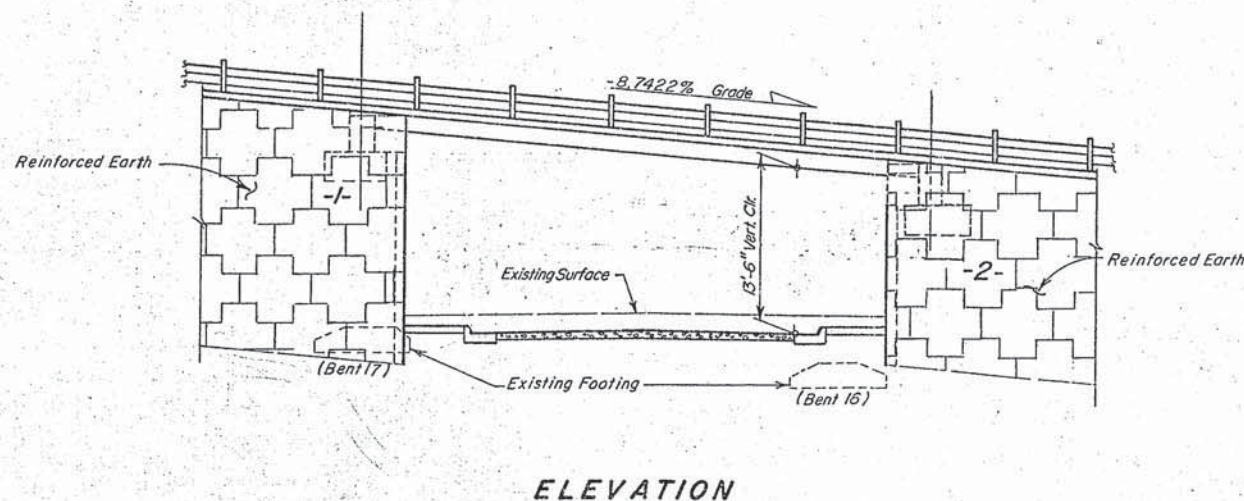 -8.7422% Grade
Reinforced Earth
-1-
13'-6" Vert. Clr.
Existing Surface
-2-
Reinforced Earth
(Bent 17)
Existing Footing
(Bent 16)
ELEVATION